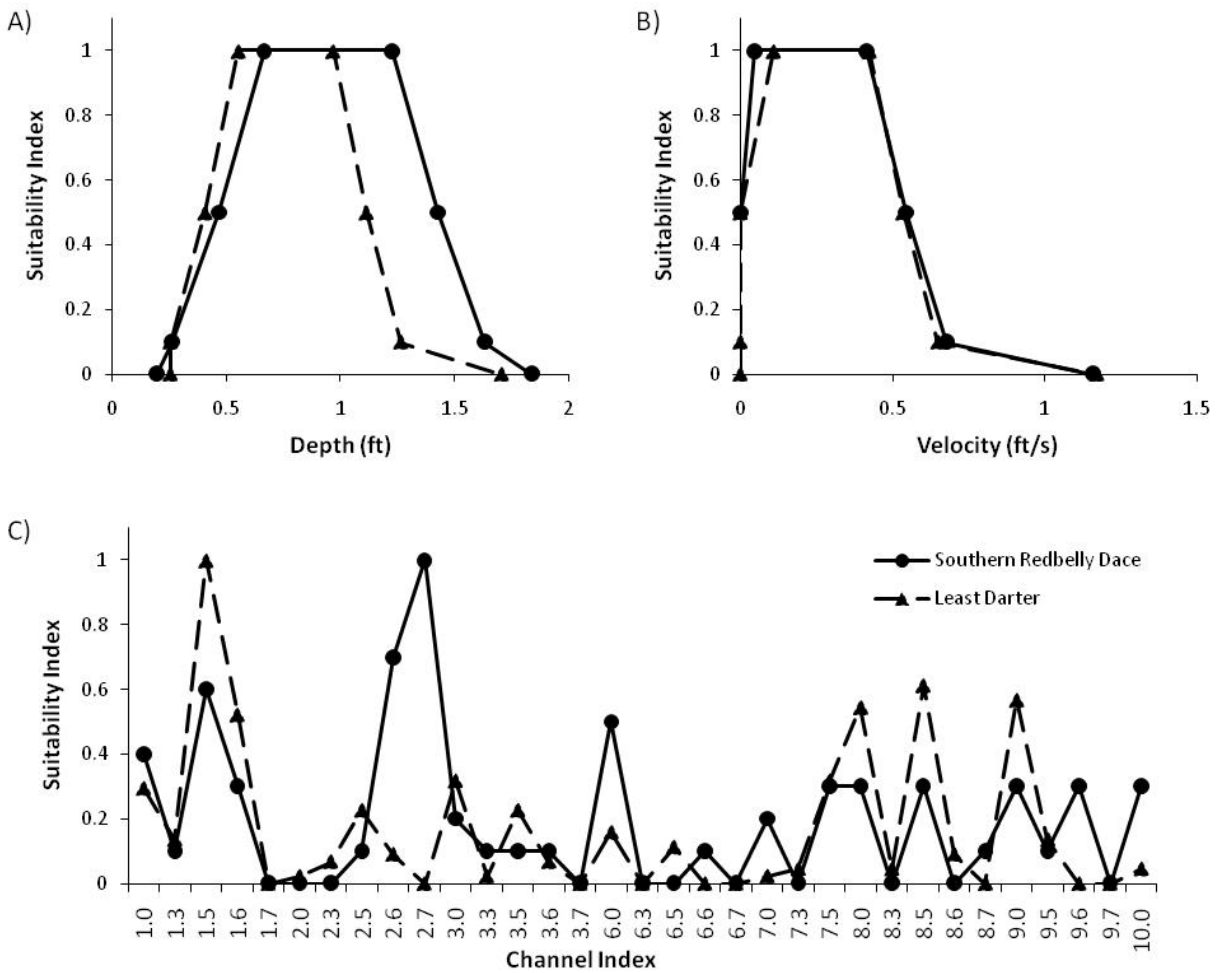 A)
Suitability Index
1
0.8
0.6
0.4
0.2
0
0 0.5 1 1.5 2
Depth (ft)
B)
Suitability Index
1
0.8
0.6
0.4
0.2
0
0 0.5 1 1.5
Velocity (ft/s)
C)
Suitability Index
1
0.8
0.6
0.4
0.2
0
Southern Redbelly Dace
Least Darter
1.0 1.3 1.5 1.6 1.7 2.0 2.3 2.5 2.6 2.7 3.0 3.3 3.5 3.6 3.7 6.0 6.3 6.5 6.6 6.7 7.0 7.3 7.5 8.0 8.3 8.5 8.6 8.7 9.0 9.5 9.6 9.7 10.0
Channel Index